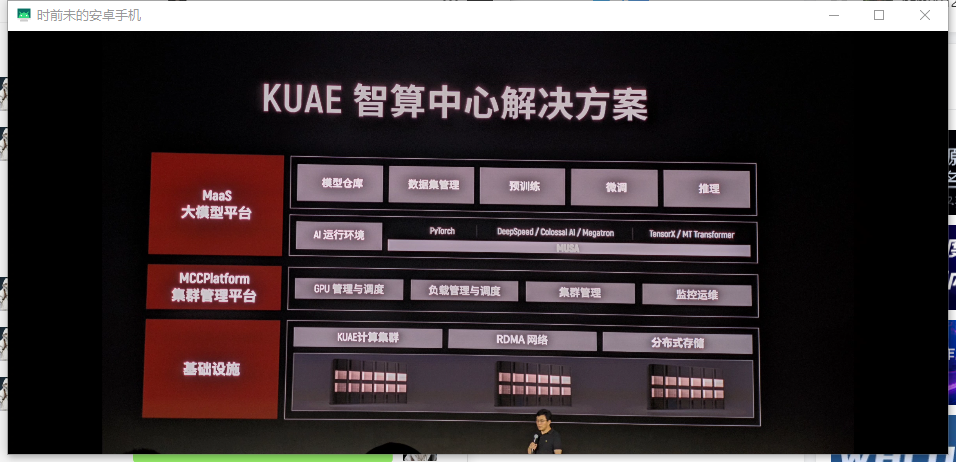 时前未的安卓手机
KUAE 智算中心解决方案
MaaS
大模型平台
模型仓库
数据集管理
预训练
微调
推理
AI 运行环境
PyTorch
DeepSpeed / Colossal AI / Megatron
TensorX / MT Transformer
MUSA
MCCPlatform
集群管理平台
GPU 管理与调度
负载管理与调度
集群管理
监控运维
基础设施
KUAE计算集群
RDMA 网络
分布式存储